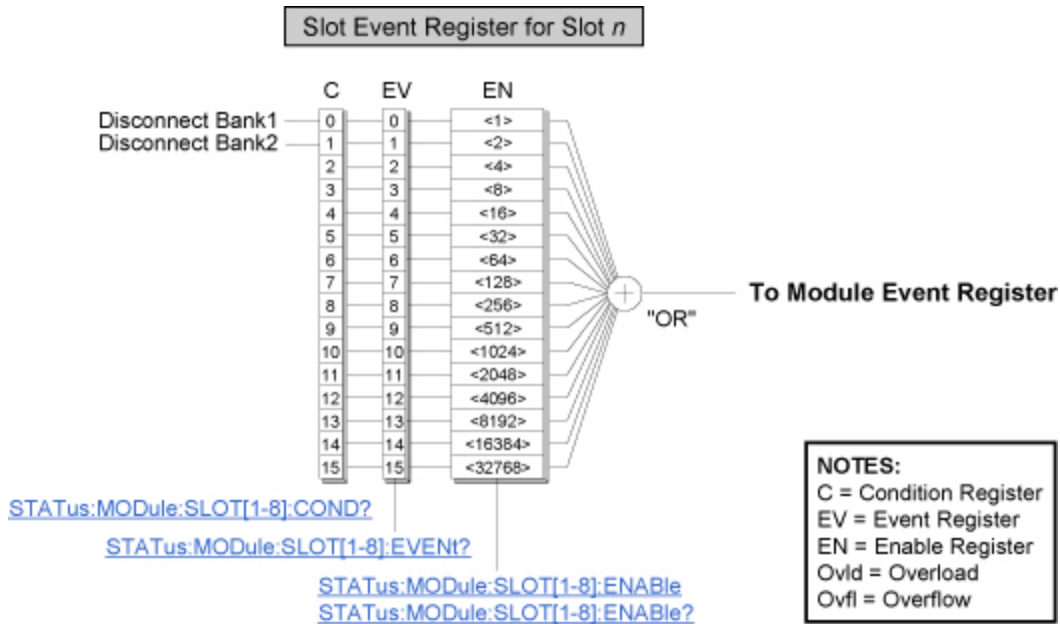 Slot Event Register for Slot n
C EV EN
Disconnect Bank1 0 0 <1>
Disconnect Bank2 1 1 <2>
2 2 <4>
3 3 <8>
4 4 <16>
5 5 <32>
6 6 <64>
7 7 <128>
8 8 <256>
9 9 <512>
10 10 <1024>
11 11 <2048>
12 12 <4096>
13 13 <8192>
14 14 <16384>
15 15 <32768>
+
"OR"
To Module Event Register
STATus:MODule:SLOT[1-8]:COND?
STATus:MODule:SLOT[1-8]:EVENt?
STATus:MODule:SLOT[1-8]:ENABle
STATus:MODule:SLOT[1-8]:ENABle?
NOTES:
C = Condition Register
EV = Event Register
EN = Enable Register
Ovld = Overload
Ovfl = Overflow